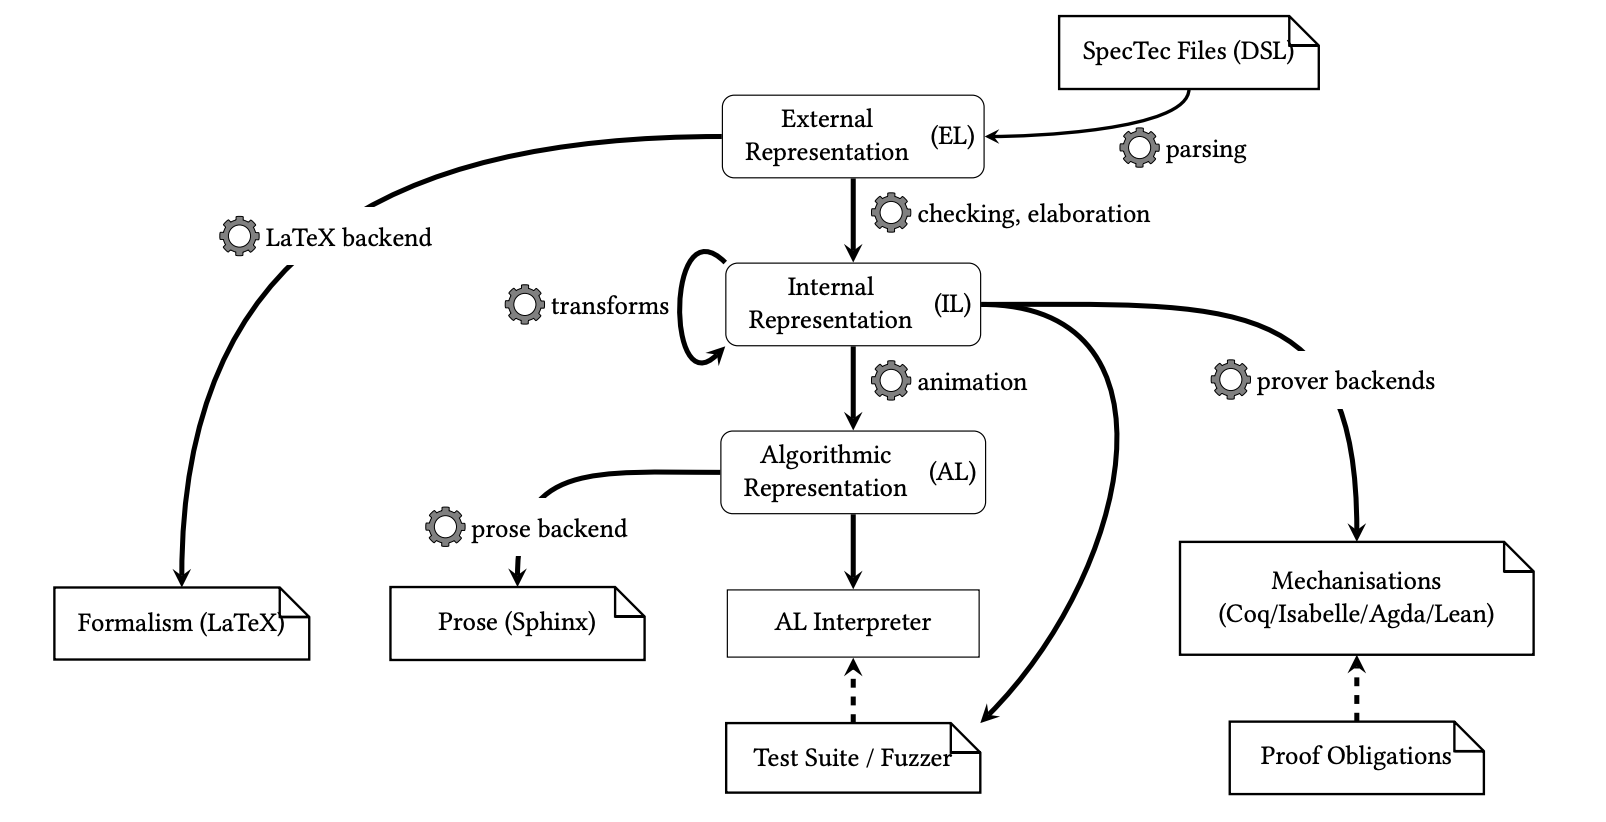 SpecTec Files (DSL)
External
Representation
(EL)
parsing
checking, elaboration
LaTeX backend
Internal
Representation
(IL)
transforms
animation
prover backends
Algorithmic
Representation
(AL)
prose backend
Mechanisations
(Coq/Isabelle/Agda/Lean)
Formalism (LaTeX)
Prose (Sphinx)
AL Interpreter
Test Suite / Fuzzer
Proof Obligations